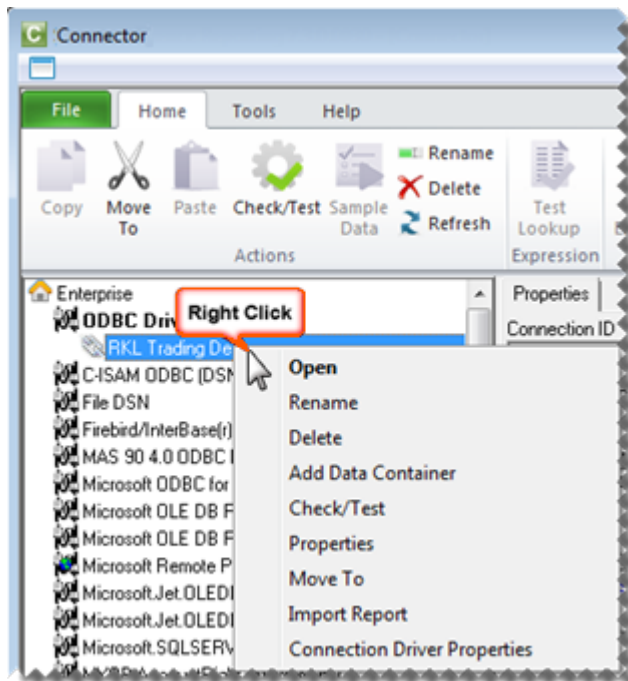 Connector
File Home Tools Help
Copy Move To Paste Check/Test Sample Data Rename Delete Refresh Test Lookup
Actions Expression
Enterprise
Properties
Right Click
ODBC
Connection ID
RKL Trading
C-ISAM ODBC (DSN
File DSN
Firebird/InterBase(r)
MAS 90 4.0 ODBC
Microsoft ODBC for
Microsoft OLE DB
Microsoft OLE DB
Microsoft Remote
Microsoft.Jet.OLED
Microsoft.Jet.OLED
Microsoft.SQLSERV
Open
Rename
Delete
Add Data Container
Check/Test
Properties
Move To
Import Report
Connection Driver Properties